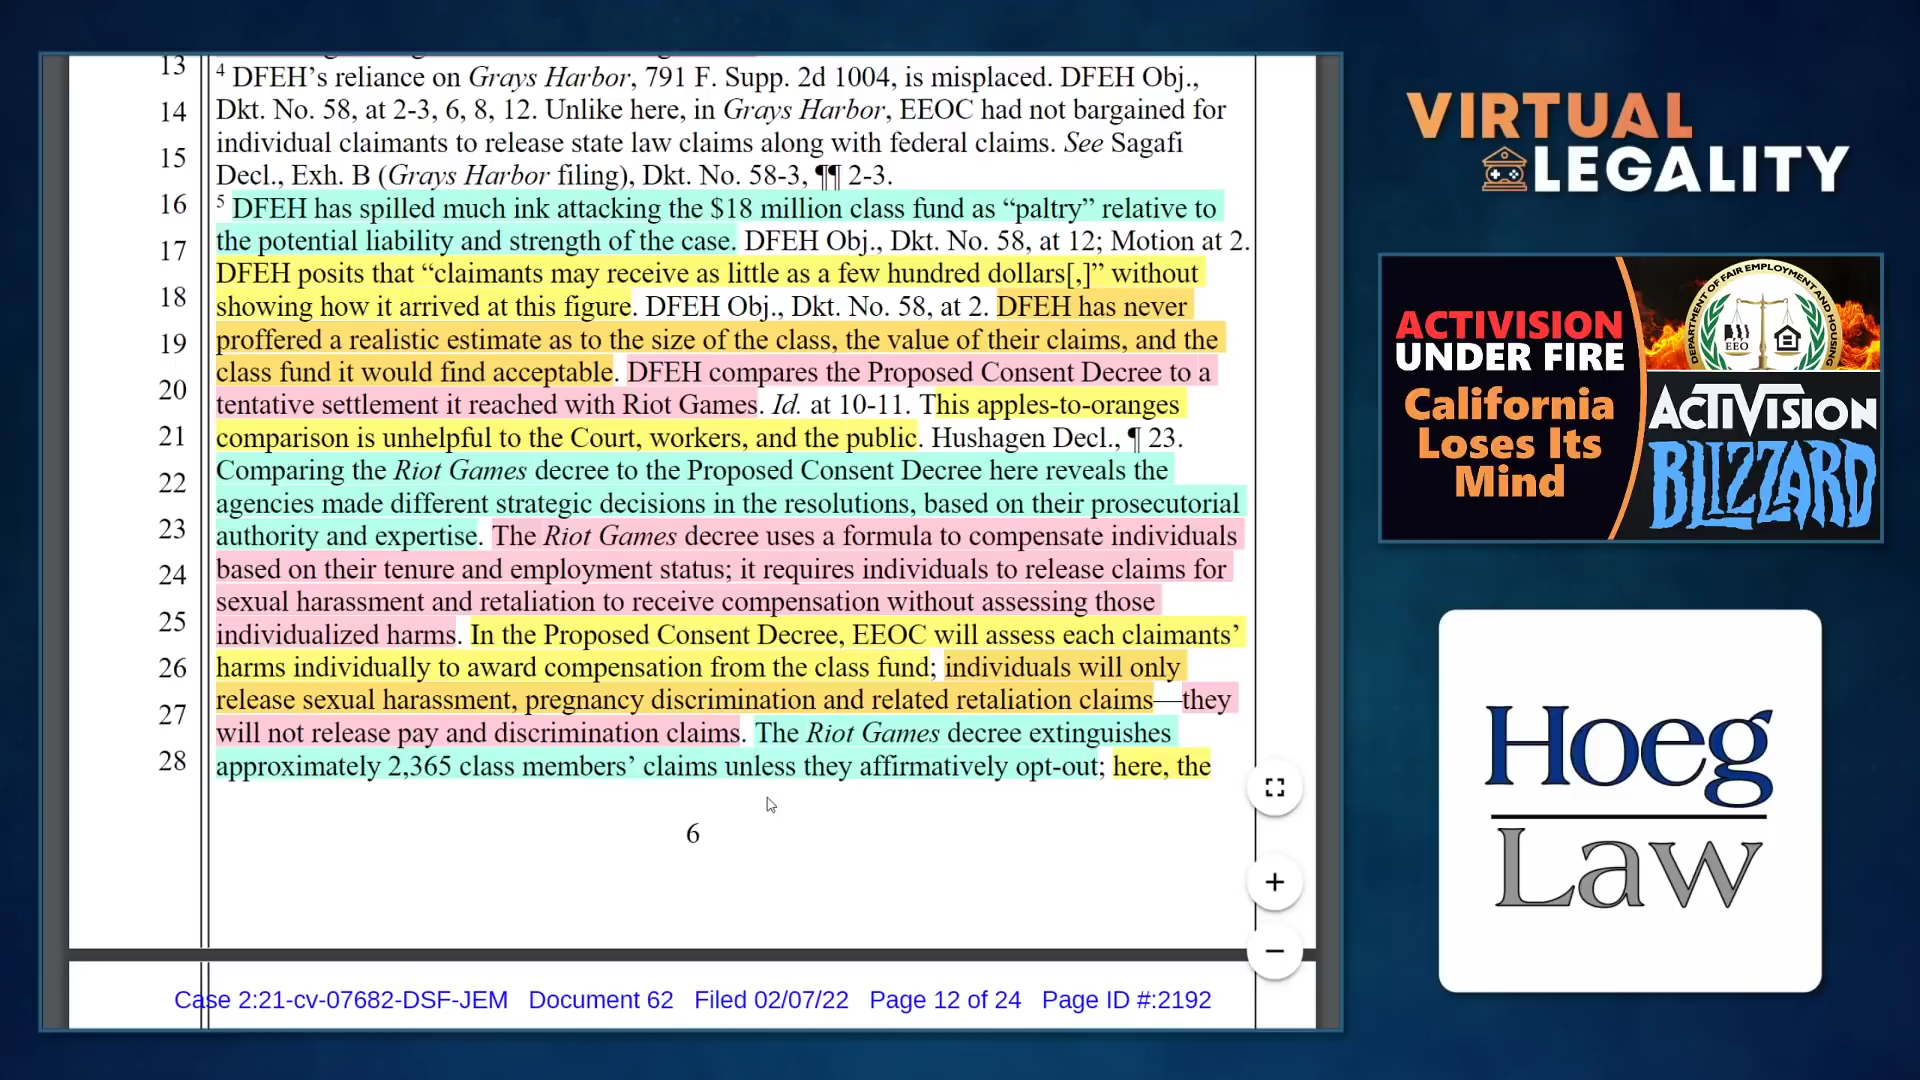 13
⁴ DFEH’s reliance on Grays Harbor, 791 F. Supp. 2d 1004, is misplaced. DFEH Obj.,
14 Dkt. No. 58, at 2-3, 6, 8, 12. Unlike here, in Grays Harbor, EEOC had not bargained for
individual claimants to release state law claims along with federal claims. See Sagafi
15
Decl., Exh. B (Grays Harbor filing), Dkt. No. 58-3, ¶¶ 2-3.
16 ⁵ DFEH has spilled much ink attacking the $18 million class fund as “paltry” relative to
17 the potential liability and strength of the case. DFEH Obj., Dkt. No. 58, at 12; Motion at 2.
DFEH posits that “claimants may receive as little as a few hundred dollars[,]” without
18 showing how it arrived at this figure. DFEH Obj., Dkt. No. 58, at 2. DFEH has never
19 proffered a realistic estimate as to the size of the class, the value of their claims, and the
class fund it would find acceptable. DFEH compares the Proposed Consent Decree to a
20 tentative settlement it reached with Riot Games. Id. at 10-11. This apples-to-oranges
21 comparison is unhelpful to the Court, workers, and the public. Hushagen Decl., ¶ 23.
Comparing the Riot Games decree to the Proposed Consent Decree here reveals the
22 agencies made different strategic decisions in the resolutions, based on their prosecutorial
23 authority and expertise. The Riot Games decree uses a formula to compensate individuals
24 based on their tenure and employment status; it requires individuals to release claims for
sexual harassment and retaliation to receive compensation without assessing those
25 individualized harms. In the Proposed Consent Decree, EEOC will assess each claimants’
26 harms individually to award compensation from the class fund; individuals will only
release sexual harassment, pregnancy discrimination and related retaliation claims—they
27 will not release pay and discrimination claims. The Riot Games decree extinguishes
28 approximately 2,365 class members’ claims unless they affirmatively opt-out; here, the
6
Case 2:21-cv-07682-DSF-JEM Document 62 Filed 02/07/22 Page 12 of 24 Page ID #:2192
+
−
VIRTUAL
LEGALITY
ACTIVISION
UNDER FIRE
California
Loses Its
Mind
DEPARTMENT OF FAIR EMPLOYMENT AND HOUSING
EEO
ACTIVISION
BLIZZARD
Hoeg
Law